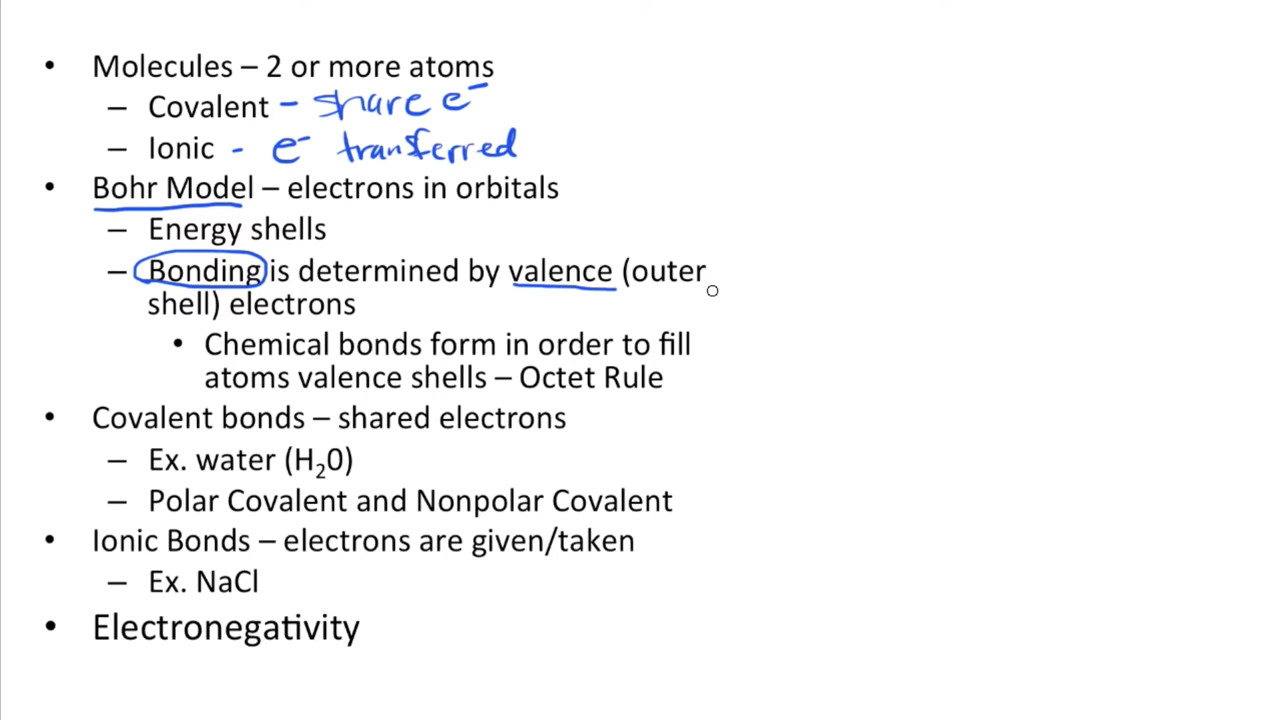 • Molecules – 2 or more atoms
– Covalent - share e⁻
– Ionic - e⁻ transferred
• Bohr Model – electrons in orbitals
– Energy shells
– Bonding is determined by valence (outer
shell) electrons
• Chemical bonds form in order to fill
atoms valence shells – Octet Rule
• Covalent bonds – shared electrons
– Ex. water (H₂0)
– Polar Covalent and Nonpolar Covalent
• Ionic Bonds – electrons are given/taken
– Ex. NaCl
• Electronegativity